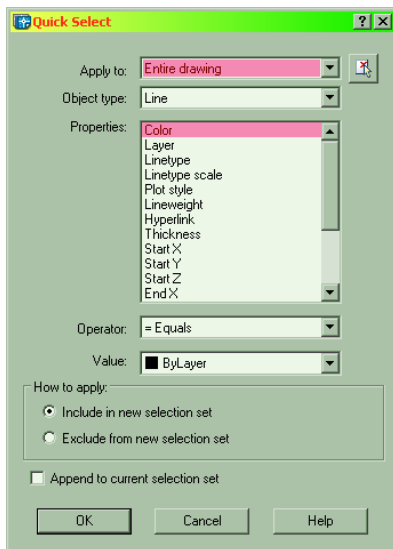 Quick Select
Apply to: Entire drawing
Object type: Line
Properties: Color
Layer
Linetype
Linetype scale
Plot style
Lineweight
Hyperlink
Thickness
Start X
Start Y
Start Z
End X
Operator: = Equals
Value: ByLayer
How to apply:
Include in new selection set
Exclude from new selection set
Append to current selection set
OK Cancel Help